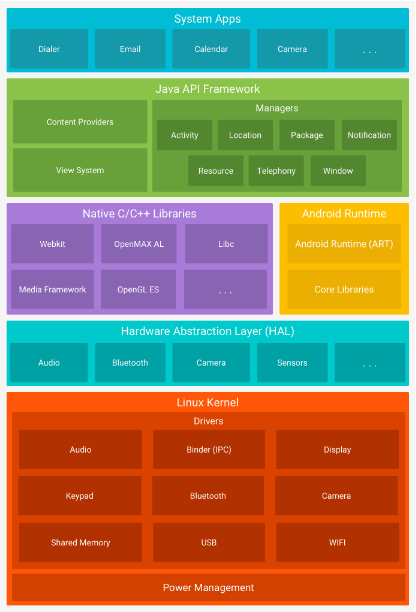 System Apps
Dialer
Email
Calendar
Camera
. . .
Java API Framework
Content Providers
View System
Managers
Activity
Location
Package
Notification
Resource
Telephony
Window
Native C/C++ Libraries
Webkit
OpenMAX AL
Libc
Media Framework
OpenGL ES
. . .
Android Runtime
Android Runtime (ART)
Core Libraries
Hardware Abstraction Layer (HAL)
Audio
Bluetooth
Camera
Sensors
. . .
Linux Kernel
Drivers
Audio
Binder (IPC)
Display
Keypad
Bluetooth
Camera
Shared Memory
USB
WIFI
Power Management